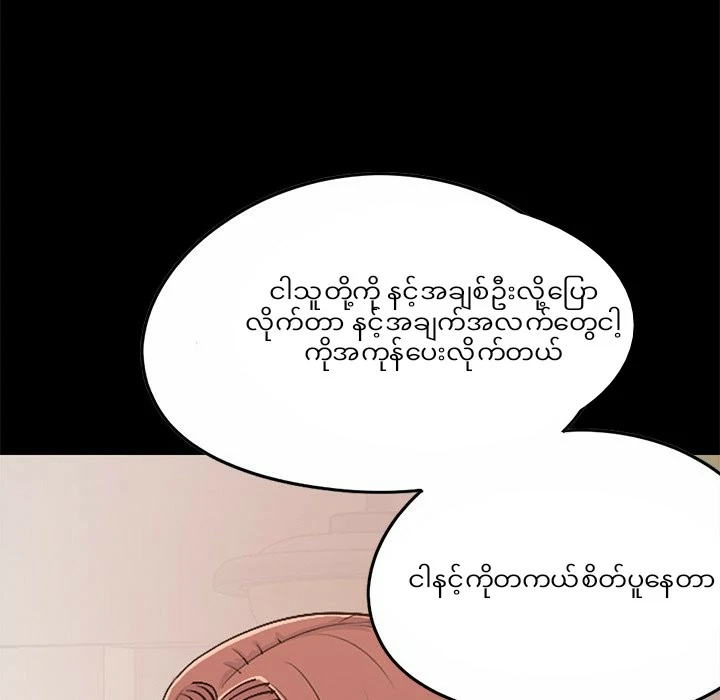 ငါသူတို့ကို နင့်အချစ်ဦးလို့ပြော
လိုက်တာ နင့်အချက်အလက်တွေငါ့
ကိုအကုန်ပေးလိုက်တယ်
ငါနင့်ကိုတကယ်စိတ်ပူနေတာ